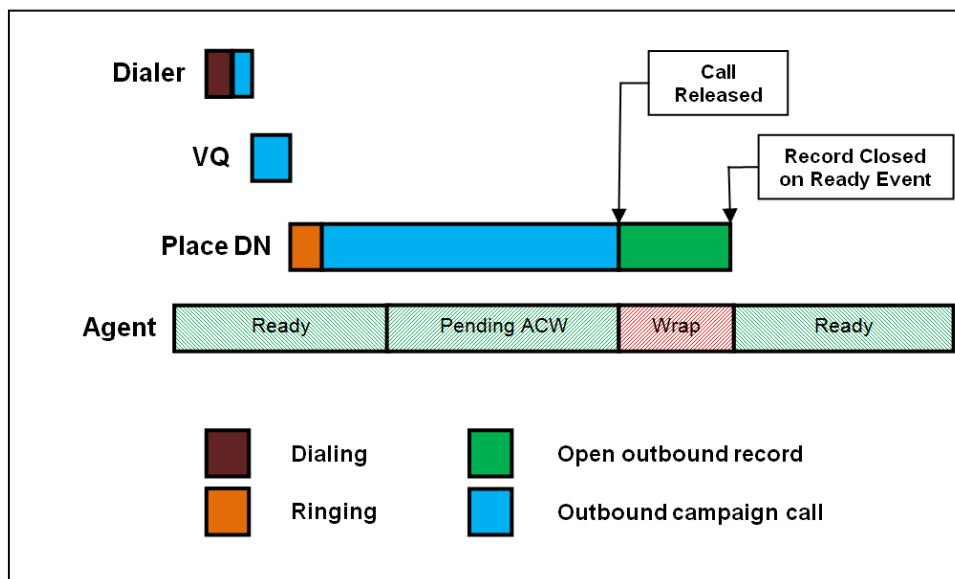 Dialer
Call
Released
VQ
Record Closed
on Ready Event
Place DN
Agent
Ready
Pending ACW
Wrap
Ready
Dialing
Open outbound record
Ringing
Outbound campaign call